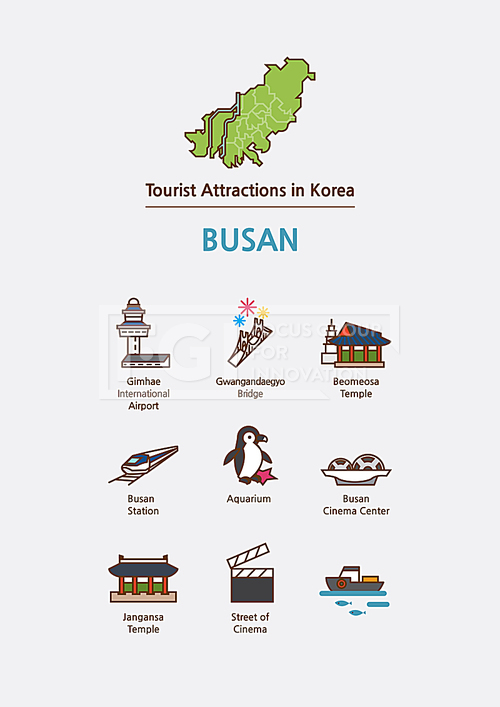 Tourist Attractions in Korea
BUSAN
FOCUS GROUP
FOR
INNOVATION
Gimhae
International
Airport
Gwangandaegyo
Bridge
Beomeosa
Temple
Busan
Station
Aquarium
Busan
Cinema Center
Jangansa
Temple
Street of
Cinema